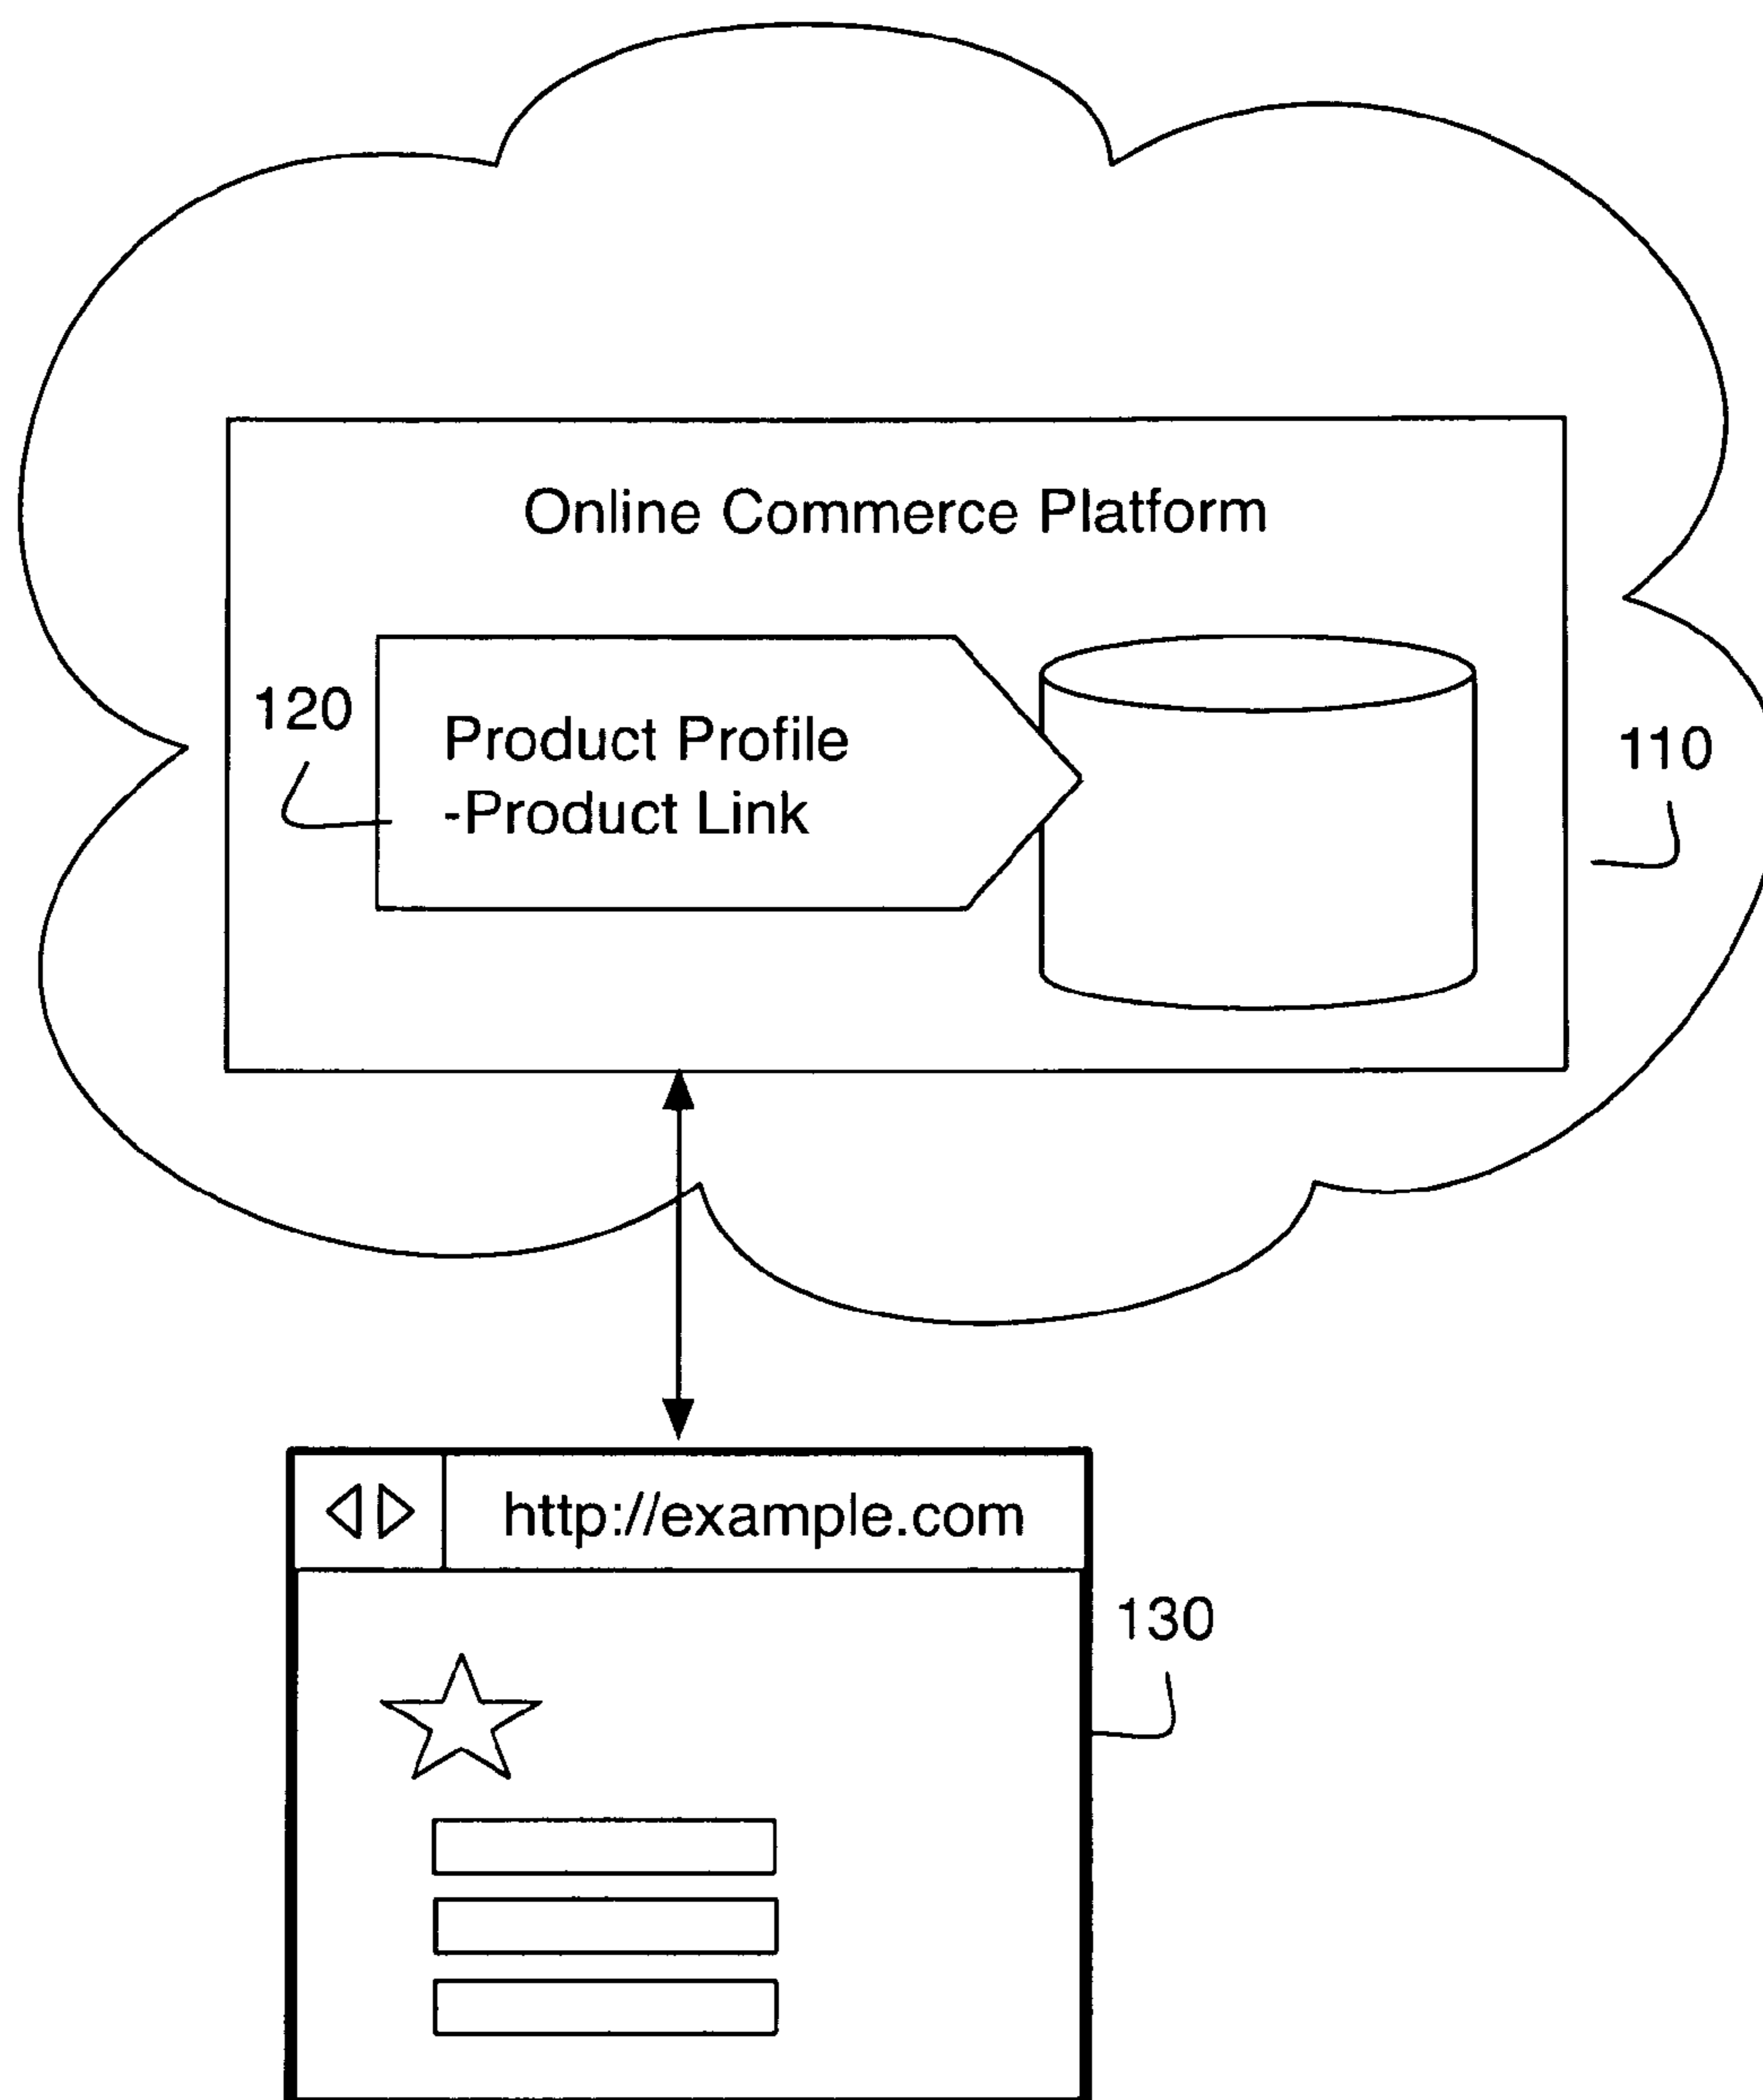 Online Commerce Platform
120
Product Profile
-Product Link
110
http://example.com
130